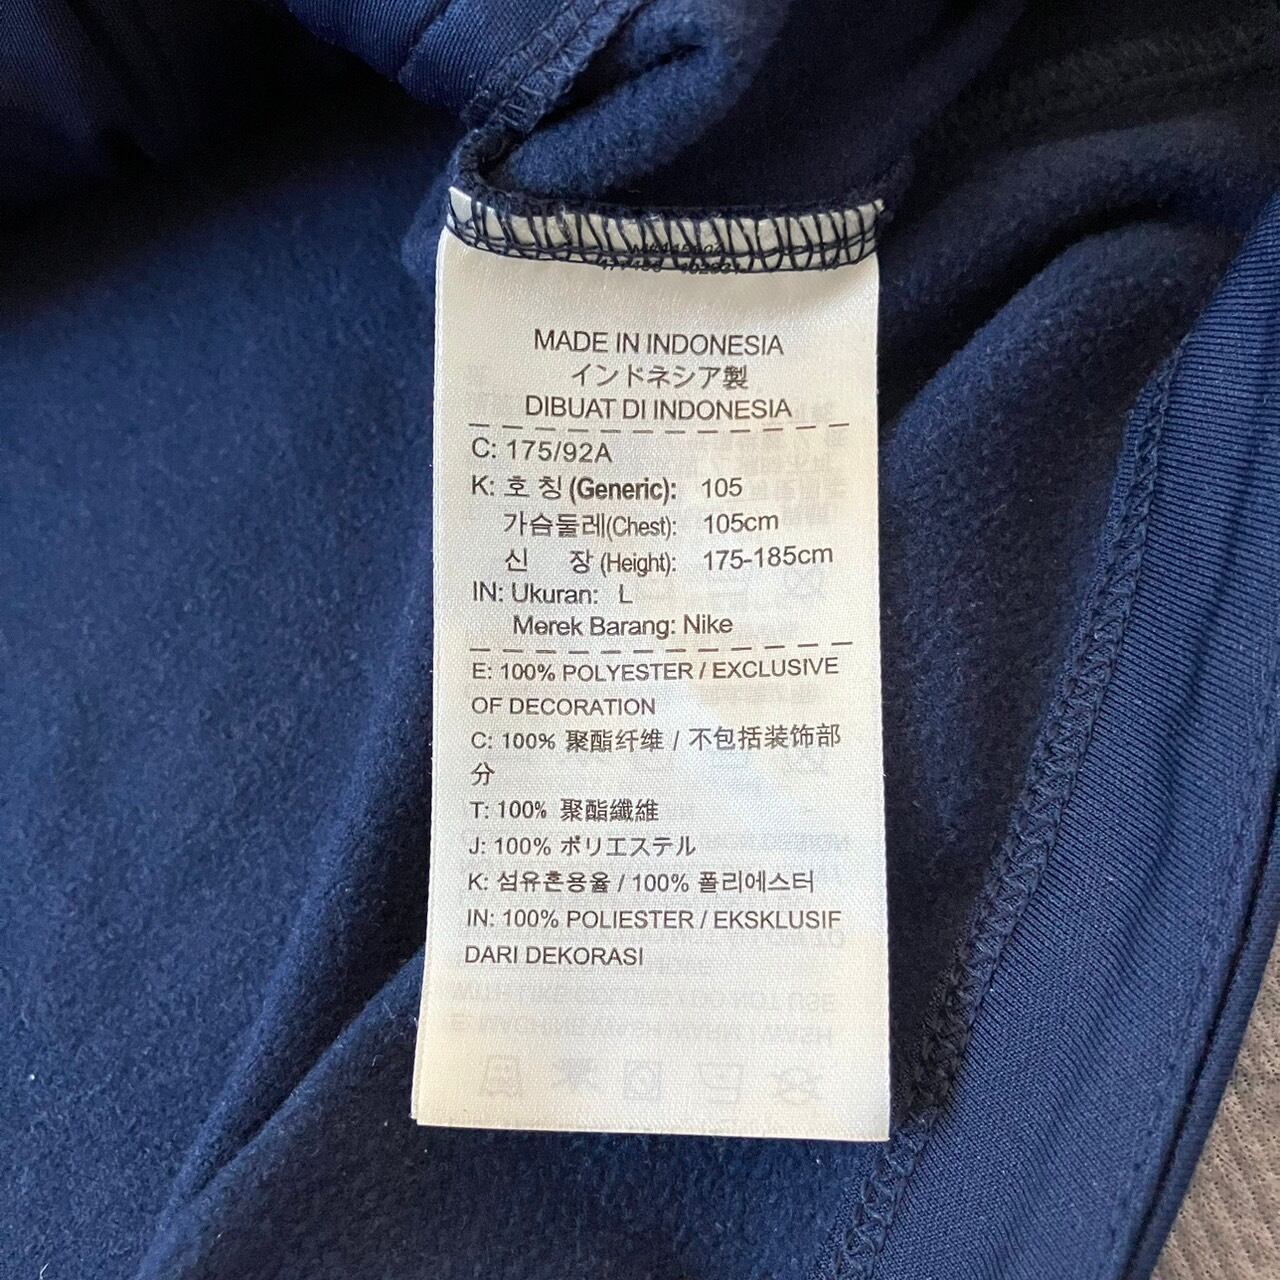 MADE IN INDONESIA
インドネシア製
DIBUAT DI INDONESIA
C: 175/92A
K: 호 칭 (Generic): 105
가슴둘레(Chest): 105cm
신 장 (Height): 175-185cm
IN: Ukuran: L
Merek Barang: Nike
E: 100% POLYESTER / EXCLUSIVE
OF DECORATION
C: 100% 聚酯纤维 / 不包括装饰部
分
T: 100% 聚酯纖維
J: 100% ポリエステル
K: 섬유혼용율 / 100% 폴리에스터
IN: 100% POLIESTER / EKSKLUSIF
DARI DEKORASI